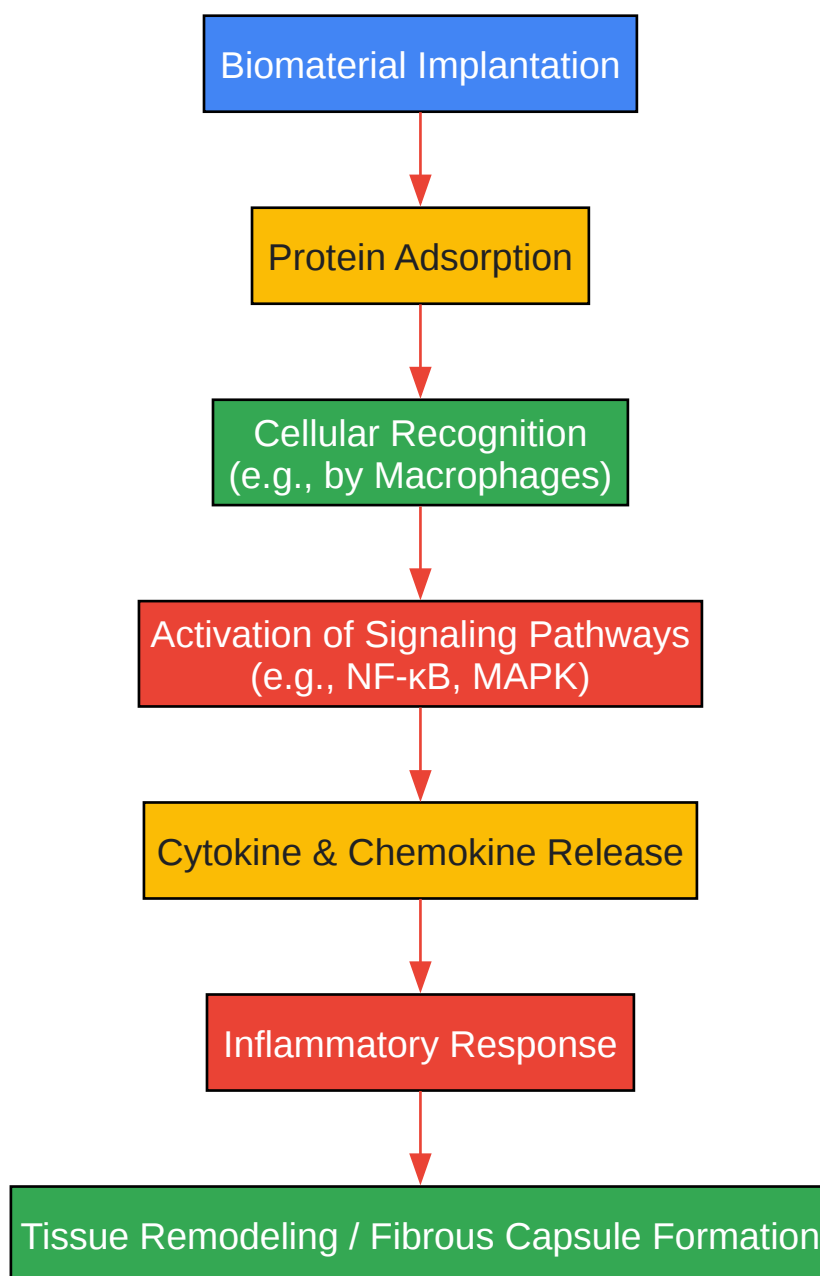 Biomaterial Implantation
Protein Adsorption
Cellular Recognition
(e.g., by Macrophages)
Activation of Signaling Pathways
(e.g., NF-κB, MAPK)
Cytokine & Chemokine Release
Inflammatory Response
Tissue Remodeling / Fibrous Capsule Formation